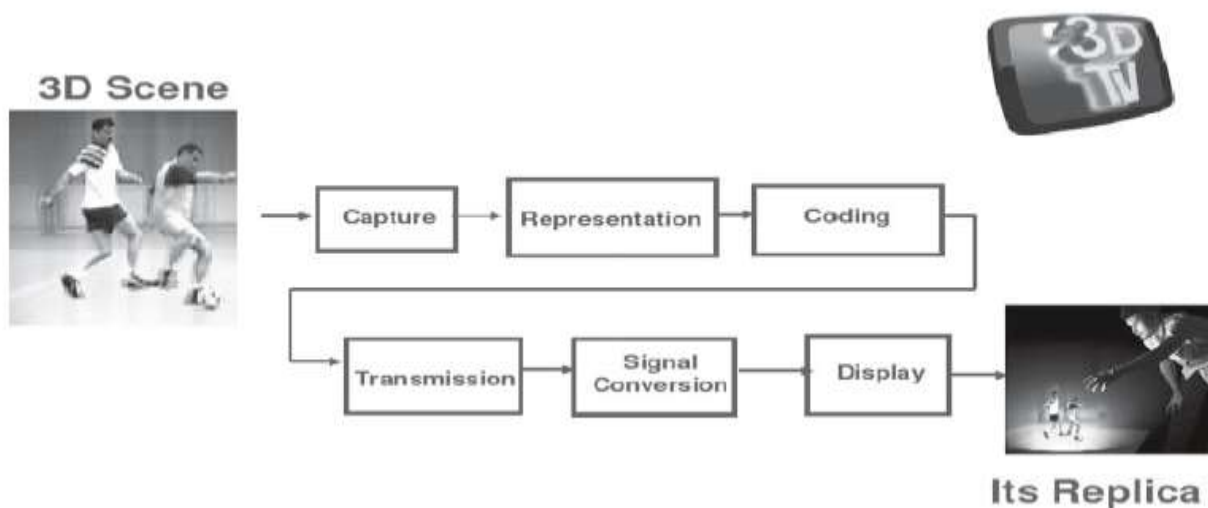 3D
TV
3D Scene
Capture
Representation
Coding
Transmission
Signal
Conversion
Display
Its Replica